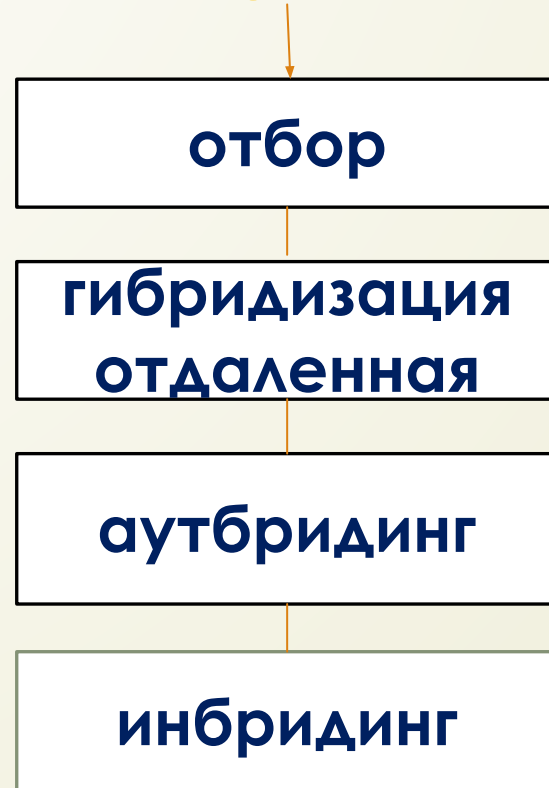 отбор
гибридизация
отдаленная
аутбридинг
инбридинг